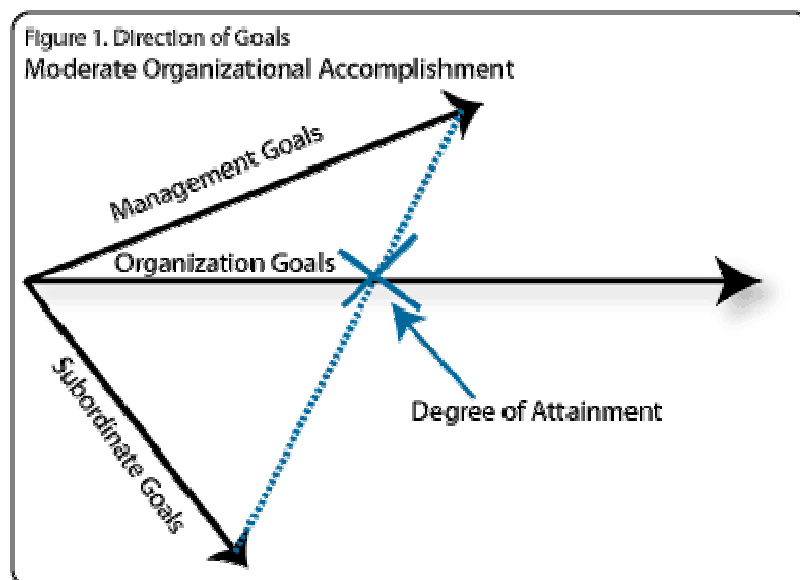 Figure 1. Direction of Goals
Moderate Organizational Accomplishment
Management Goals
Organization Goals
Subordinate Goals
Degree of Attainment